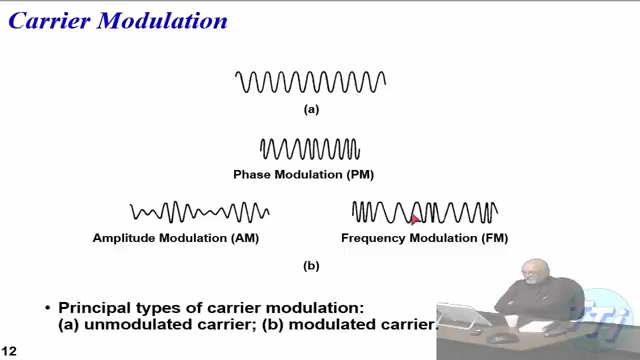 Carrier Modulation
(a)
Phase Modulation (PM)
Amplitude Modulation (AM)
Frequency Modulation (FM)
(b)
• Principal types of carrier modulation:
(a) unmodulated carrier; (b) modulated carrier.
12